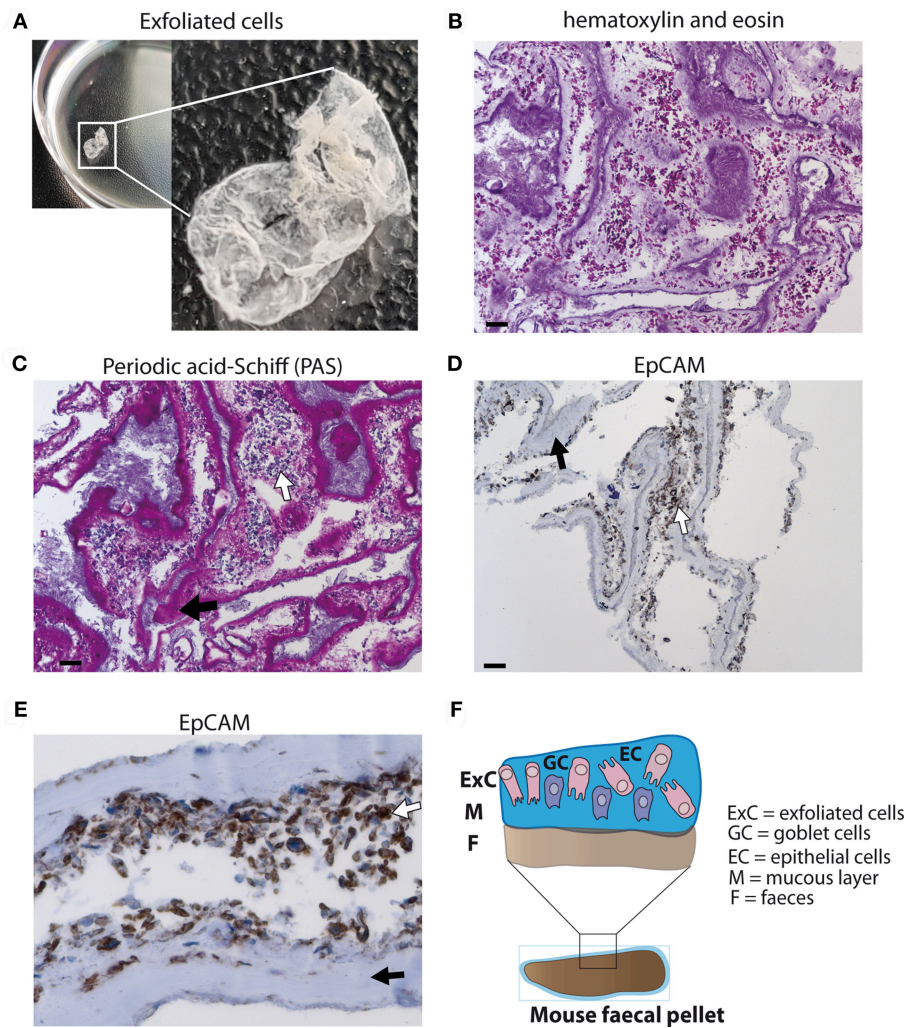 A
Exfoliated cells
B
hematoxylin and eosin
C
Periodic acid-Schiff (PAS)
D
EpCAM
E
EpCAM
F
GC
EC
ExC
M
F
ExC = exfoliated cells
GC = goblet cells
EC = epithelial cells
M = mucous layer
F = faeces
Mouse faecal pellet